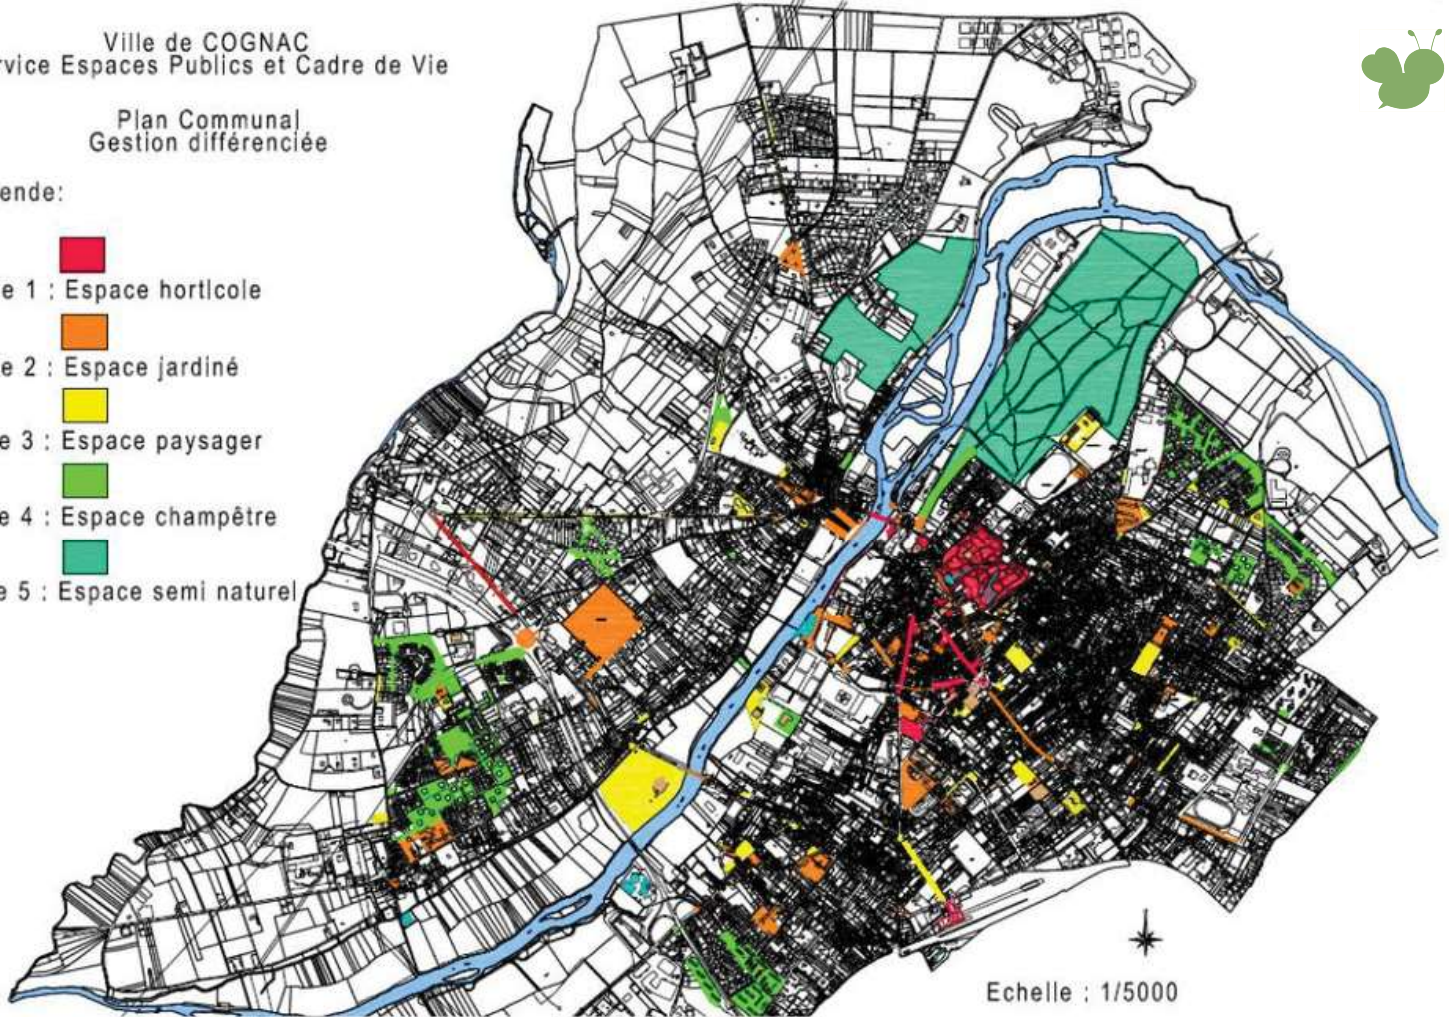 Ville de COGNAC
rvice Espaces Publics et Cadre de Vie
Plan Communal
Gestion différenciée
ende:
e 1 : Espace horticole
e 2 : Espace jardiné
e 3 : Espace paysager
e 4 : Espace champêtre
e 5 : Espace semi naturel
Echelle : 1/5000